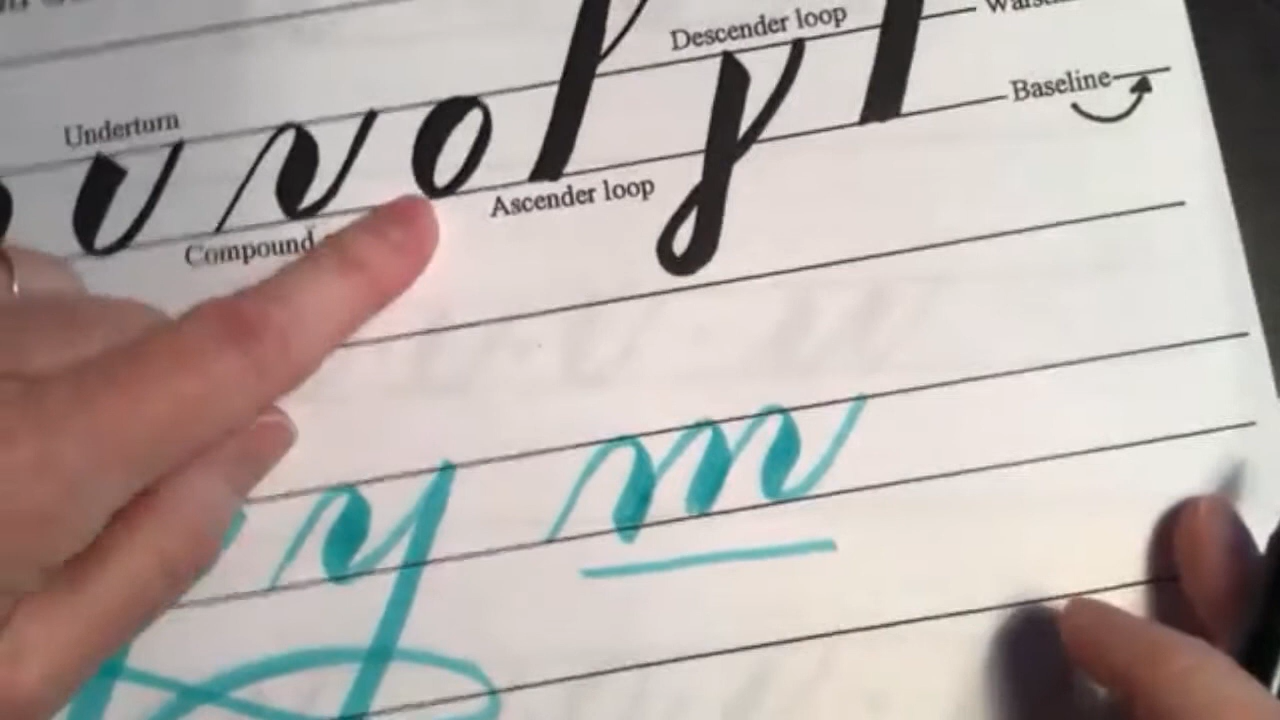 Descender loop
Baseline
Underturn
Ascender loop
Compound
y m